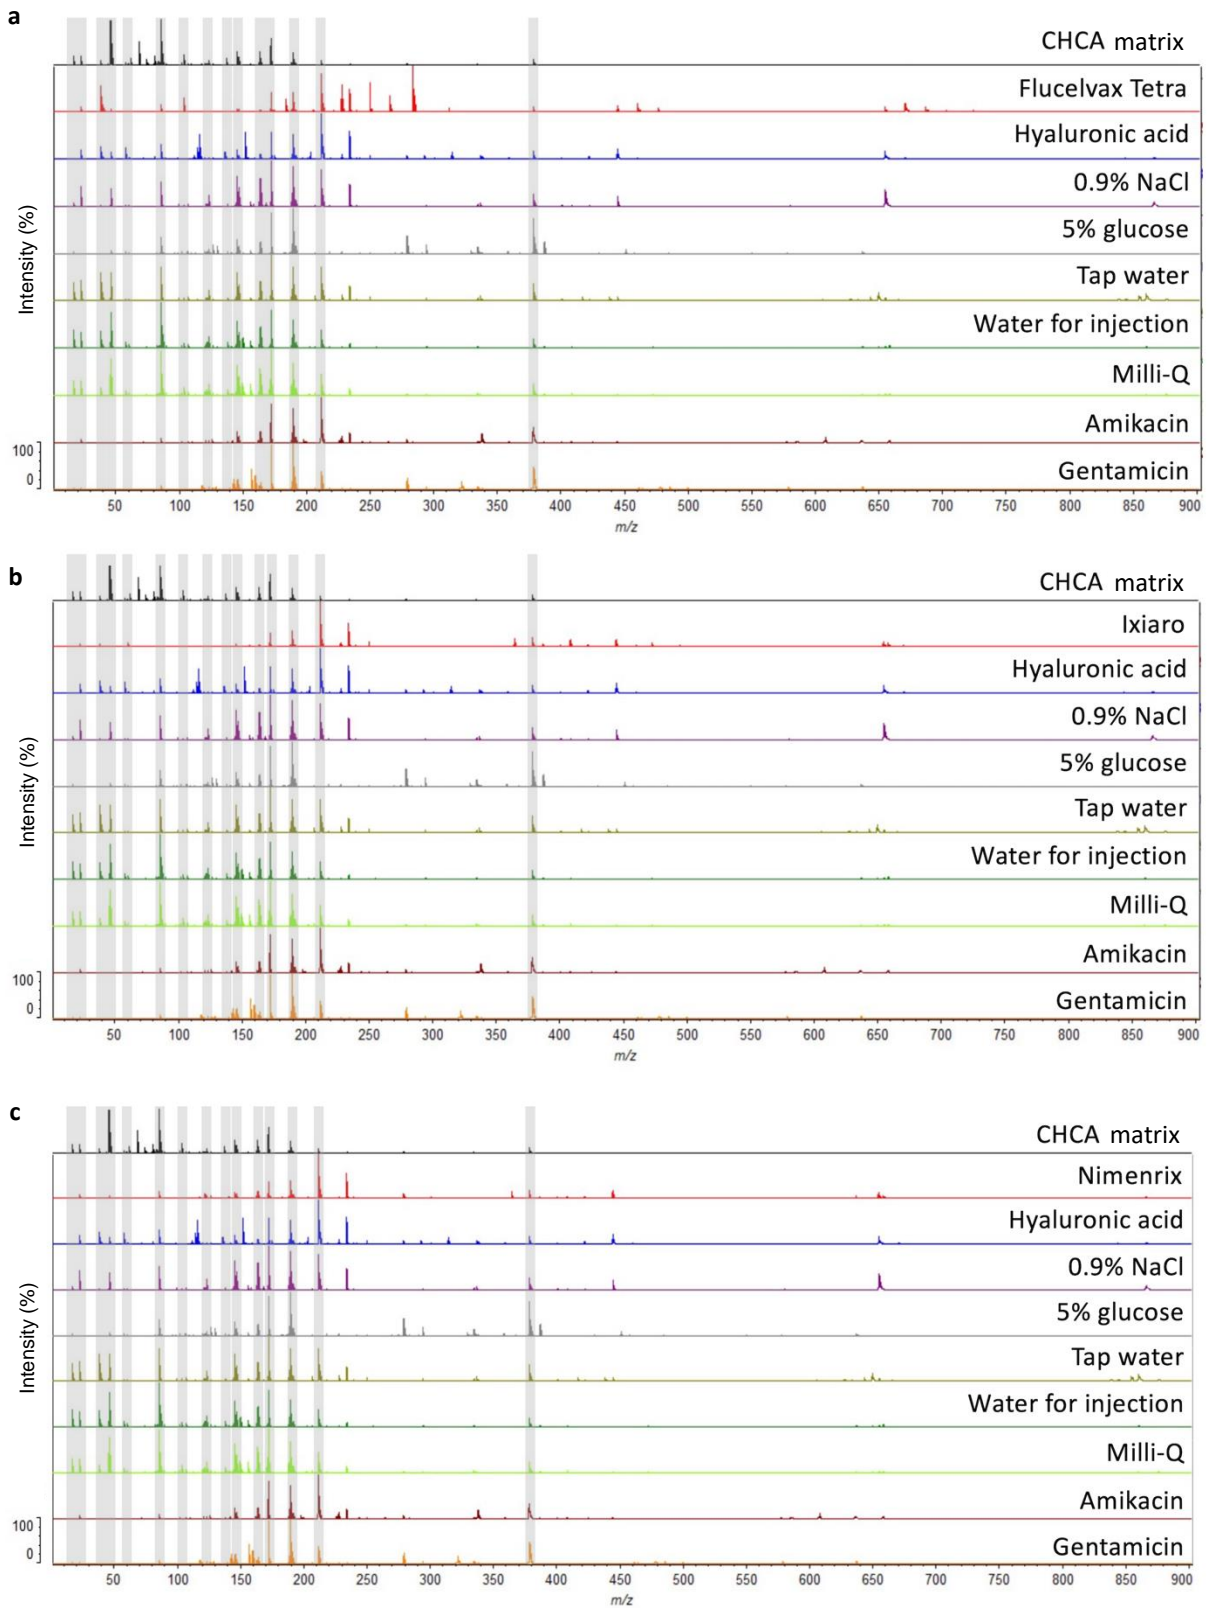 a
CHCA matrix
Flucelvax Tetra
Hyaluronic acid
0.9% NaCl
5% glucose
Tap water
Water for injection
Milli-Q
Amikacin
Gentamicin
Intensity (%)
100
0
50 100 150 200 250 300 350 400 450 500 550 600 650 700 750 800 850 900
m/z
b
CHCA matrix
Ixiaro
Hyaluronic acid
0.9% NaCl
5% glucose
Tap water
Water for injection
Milli-Q
Amikacin
Gentamicin
Intensity (%)
100
0
50 100 150 200 250 300 350 400 450 500 550 600 650 700 750 800 850 900
m/z
c
CHCA matrix
Nimenrix
Hyaluronic acid
0.9% NaCl
5% glucose
Tap water
Water for injection
Milli-Q
Amikacin
Gentamicin
Intensity (%)
100
0
50 100 150 200 250 300 350 400 450 500 550 600 650 700 750 800 850 900
m/z